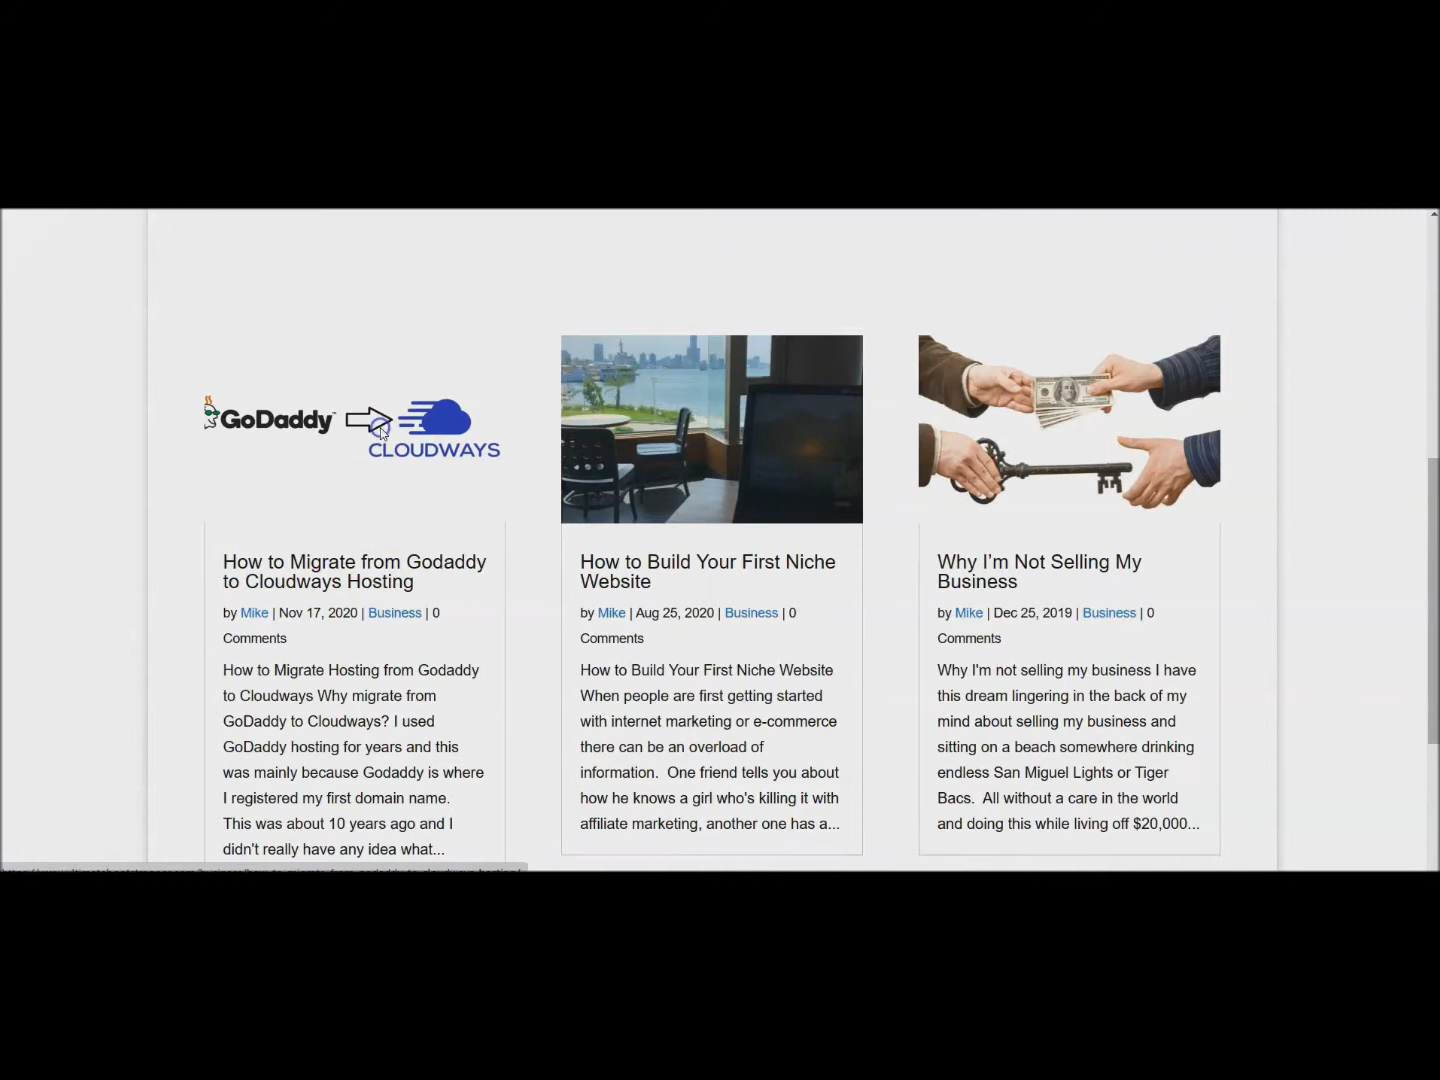 GoDaddy
CLOUDWAYS
How to Migrate from Godaddy
to Cloudways Hosting
by Mike | Nov 17, 2020 | Business | 0
Comments
How to Migrate Hosting from Godaddy
to Cloudways Why migrate from
GoDaddy to Cloudways? I used
GoDaddy hosting for years and this
was mainly because Godaddy is where
I registered my first domain name.
This was about 10 years ago and I
didn't really have any idea what...
How to Build Your First Niche
Website
by Mike | Aug 25, 2020 | Business | 0
Comments
How to Build Your First Niche Website
When people are first getting started
with internet marketing or e-commerce
there can be an overload of
information.  One friend tells you about
how he knows a girl who's killing it with
affiliate marketing, another one has a...
Why I’m Not Selling My
Business
by Mike | Dec 25, 2019 | Business | 0
Comments
Why I'm not selling my business I have
this dream lingering in the back of my
mind about selling my business and
sitting on a beach somewhere drinking
endless San Miguel Lights or Tiger
Bacs.  All without a care in the world
and doing this while living off $20,000...